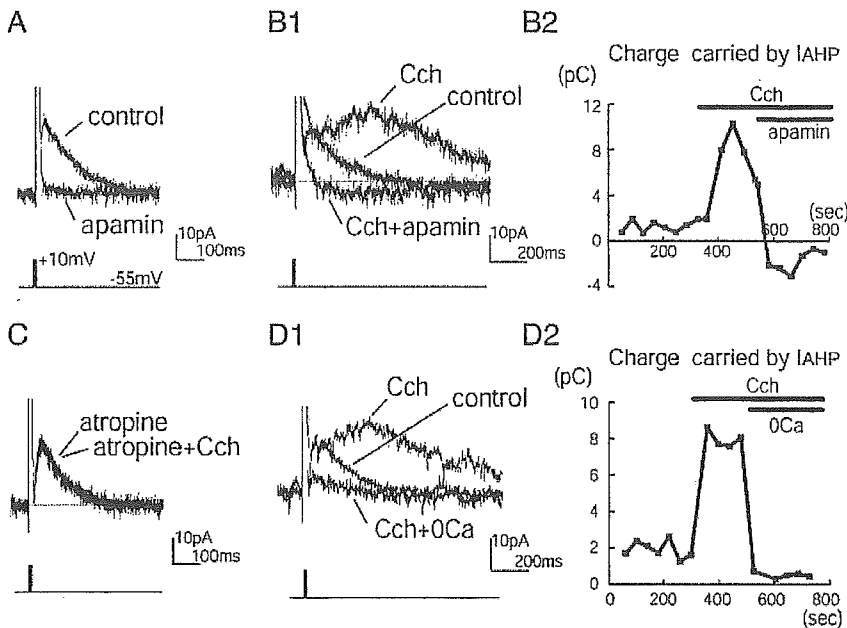 A
control
apamin
10pA
100ms
+10mV
-55mV
B1
Cch
control
Cch+apamin
10pA
200ms
B2
Charge carried by IAHP
(pC)
Cch
apamin
12
8
4
0
-4
(sec)
200 400 600 800
C
atropine
atropine+Cch
10pA
100ms
D1
Cch
control
Cch+0Ca
10pA
200ms
D2
Charge carried by IAHP
(pC)
Cch
0Ca
10
8
6
4
2
0
0 200 400 600 800
(sec)